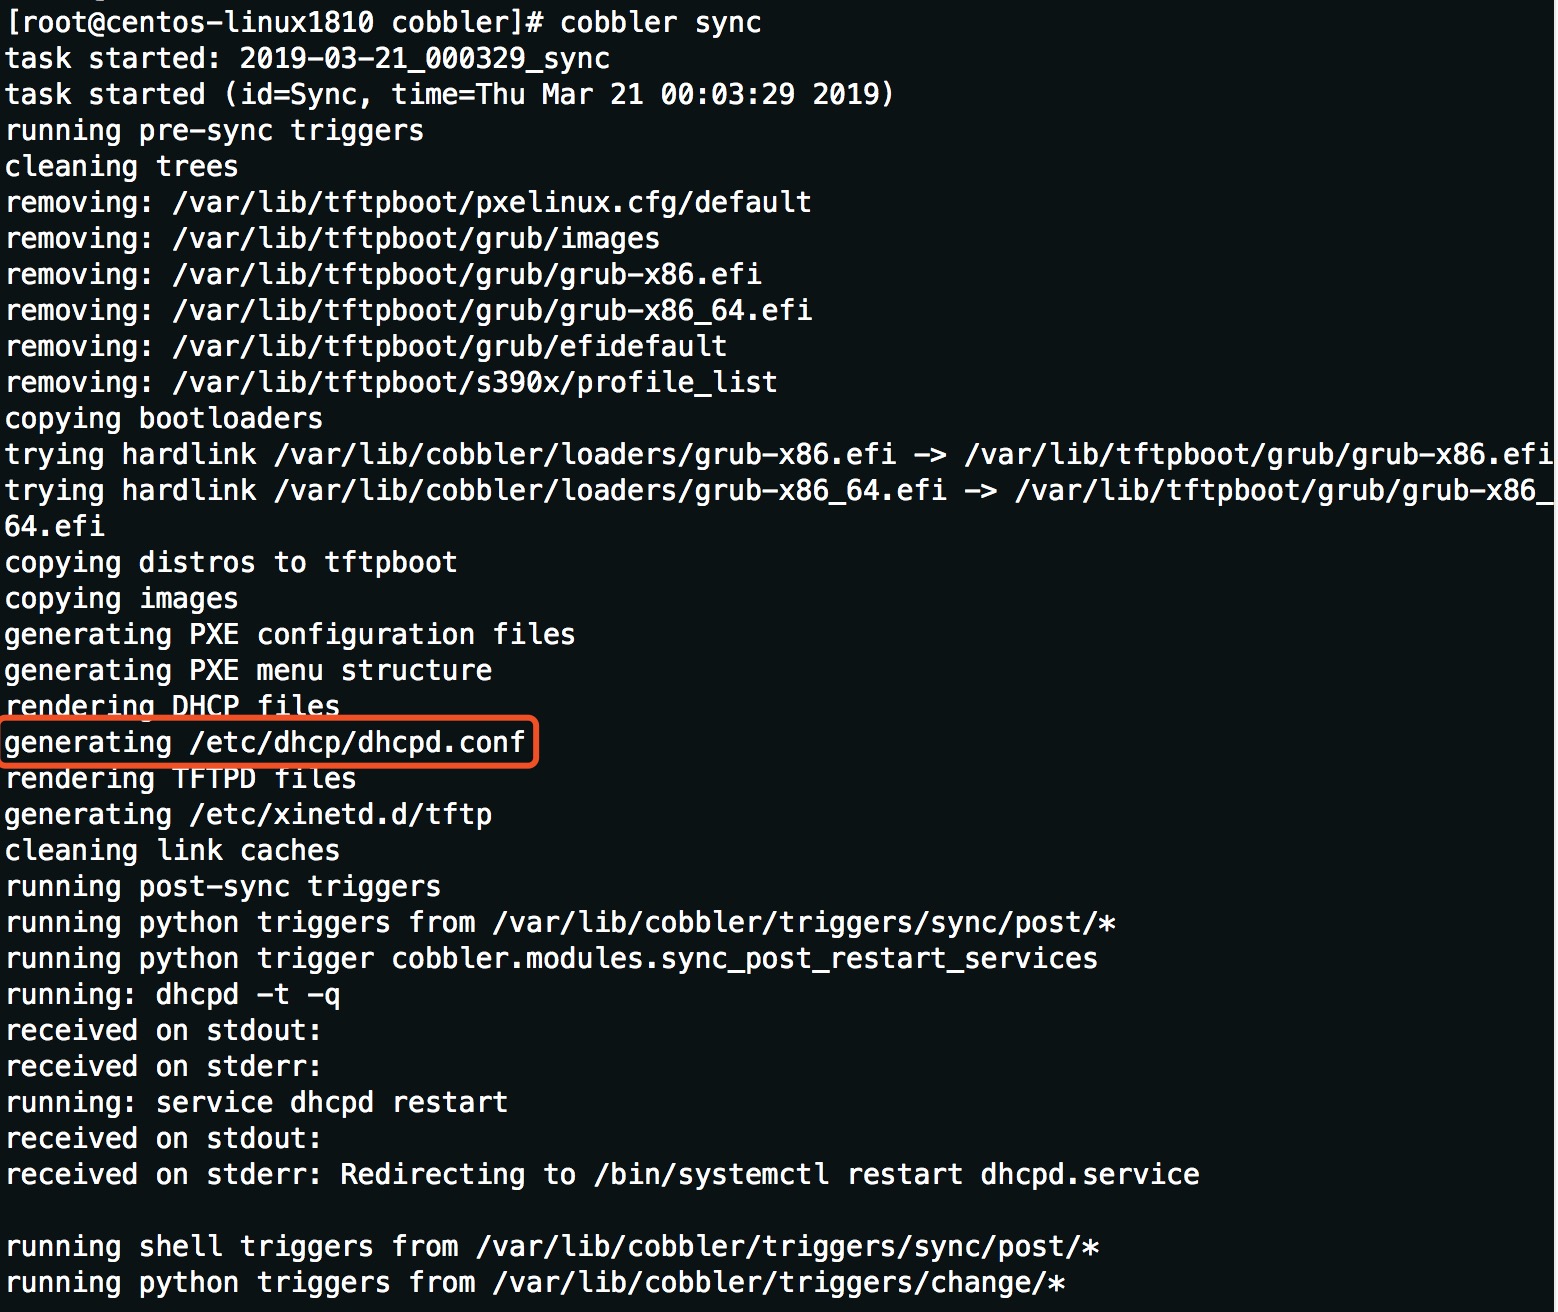 [root@centos-linux1810 cobbler]# cobbler sync
task started: 2019-03-21_000329_sync
task started (id=Sync, time=Thu Mar 21 00:03:29 2019)
running pre-sync triggers
cleaning trees
removing: /var/lib/tftpboot/pxelinux.cfg/default
removing: /var/lib/tftpboot/grub/images
removing: /var/lib/tftpboot/grub/grub-x86.efi
removing: /var/lib/tftpboot/grub/grub-x86_64.efi
removing: /var/lib/tftpboot/grub/efidefault
removing: /var/lib/tftpboot/s390x/profile_list
copying bootloaders
trying hardlink /var/lib/cobbler/loaders/grub-x86.efi -> /var/lib/tftpboot/grub/grub-x86.efi
trying hardlink /var/lib/cobbler/loaders/grub-x86_64.efi -> /var/lib/tftpboot/grub/grub-x86_
64.efi
copying distros to tftpboot
copying images
generating PXE configuration files
generating PXE menu structure
rendering DHCP files
generating /etc/dhcp/dhcpd.conf
rendering TFTPD files
generating /etc/xinetd.d/tftp
cleaning link caches
running post-sync triggers
running python triggers from /var/lib/cobbler/triggers/sync/post/*
running python trigger cobbler.modules.sync_post_restart_services
running: dhcpd -t -q
received on stdout:
received on stderr:
running: service dhcpd restart
received on stdout:
received on stderr: Redirecting to /bin/systemctl restart dhcpd.service
running shell triggers from /var/lib/cobbler/triggers/sync/post/*
running python triggers from /var/lib/cobbler/triggers/change/*